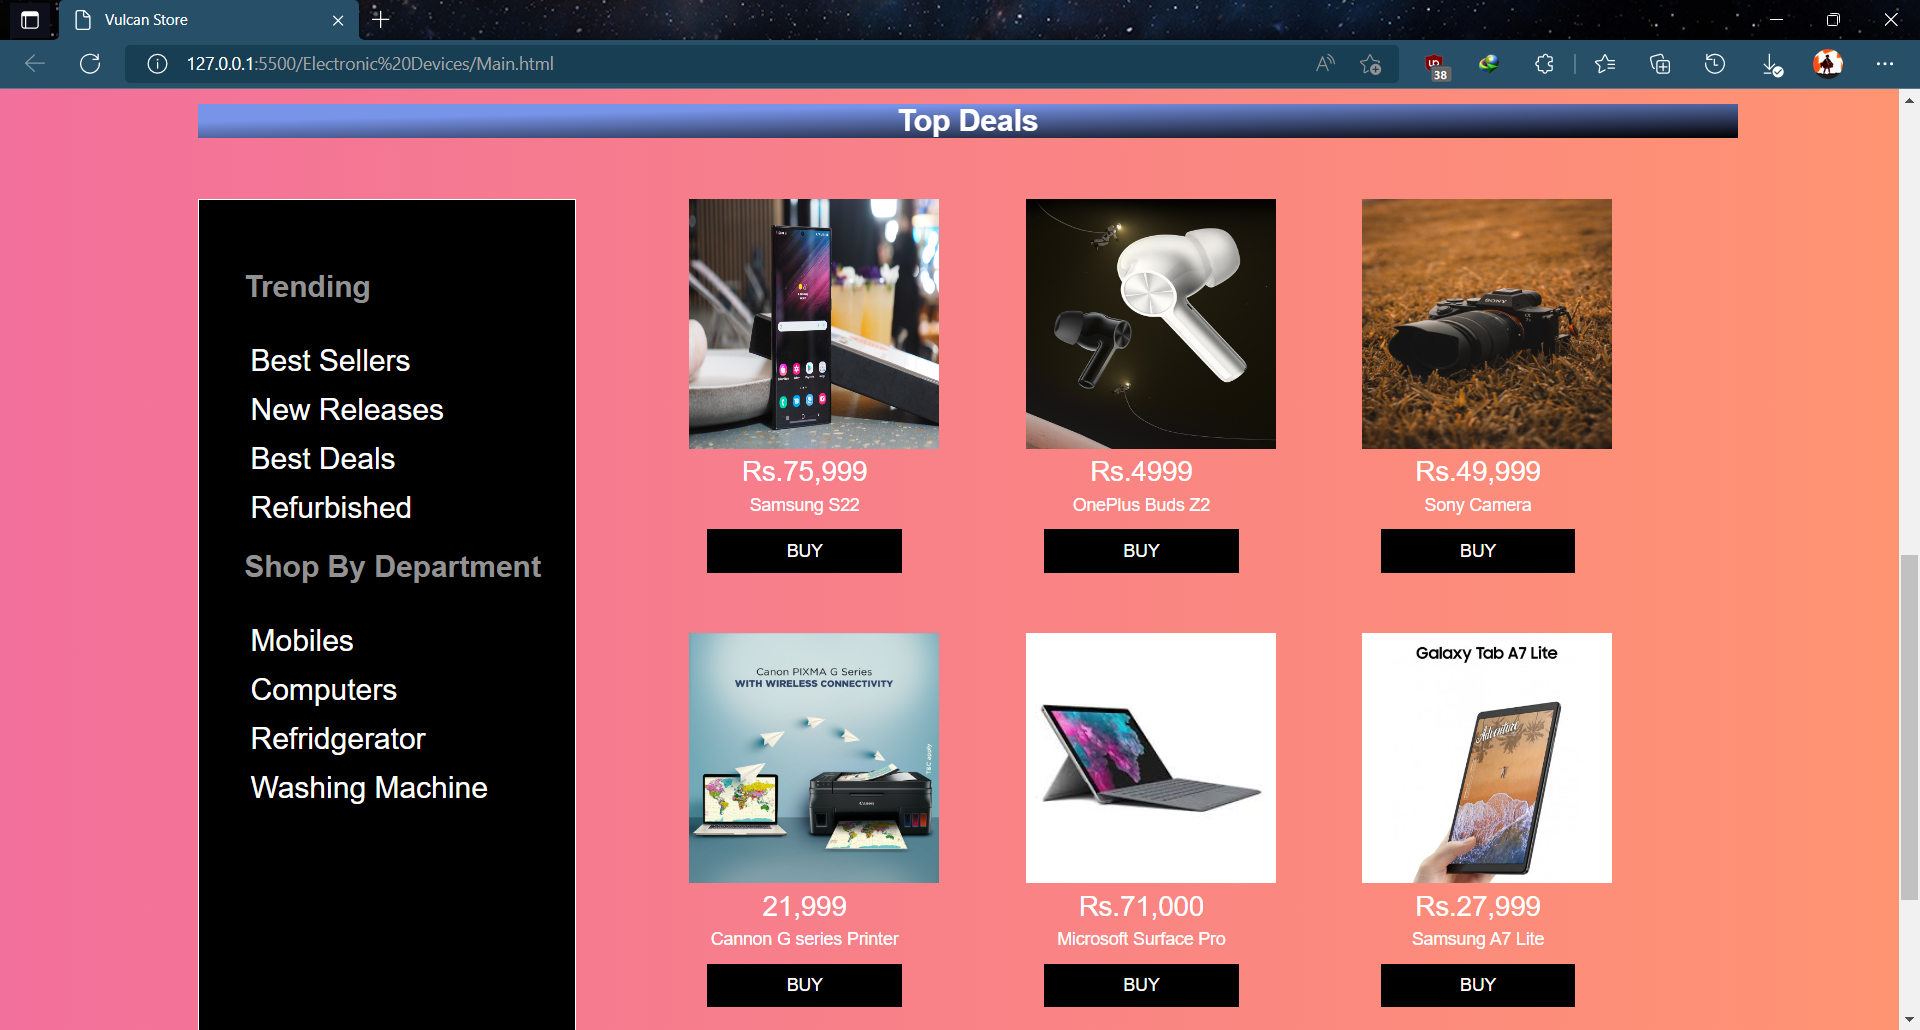 Vulcan Store
127.0.0.1:5500/Electronic%20Devices/Main.html
38
Top Deals
Trending
Best Sellers
New Releases
Best Deals
Refurbished
Shop By Department
Mobiles
Computers
Refridgerator
Washing Machine
Rs.75,999
Samsung S22
BUY
Rs.4999
OnePlus Buds Z2
BUY
SONY
Rs.49,999
Sony Camera
BUY
Canon PIXMA G Series
WITH WIRELESS CONNECTIVITY
T&C apply
Canon
21,999
Cannon G series Printer
BUY
Rs.71,000
Microsoft Surface Pro
BUY
Galaxy Tab A7 Lite
Adventure
Rs.27,999
Samsung A7 Lite
BUY